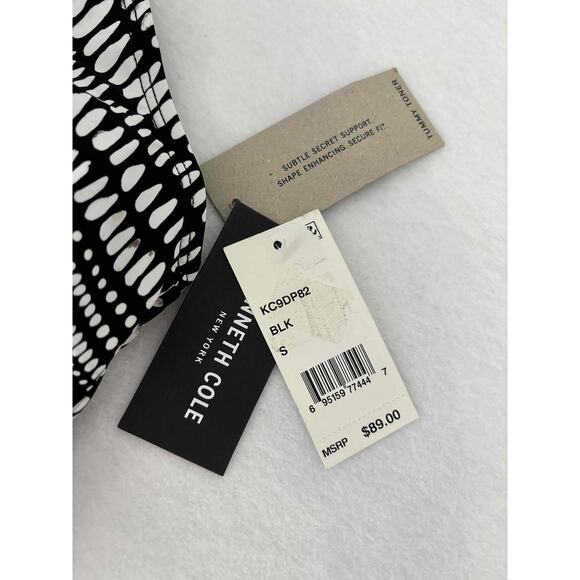 TUMMY TONER
SUBTLE SECRET SUPPORT.
SHAPE ENHANCING. SECURE FIT.
NNETH COLE
NEW YORK
KC9DP82
BLK
S
6 95159 77444 7
MSRP $89.00